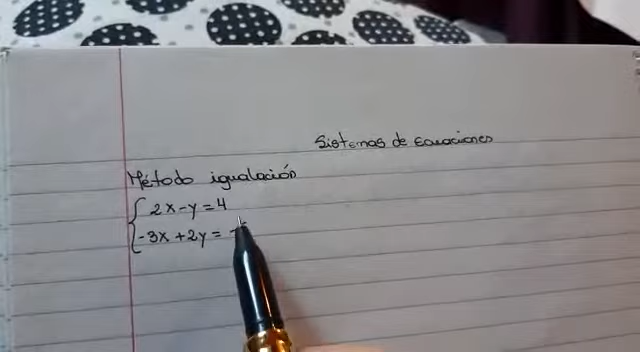 Sistemas de ecuaciones
Método igualación
2x-y=4
-3x+2y=-